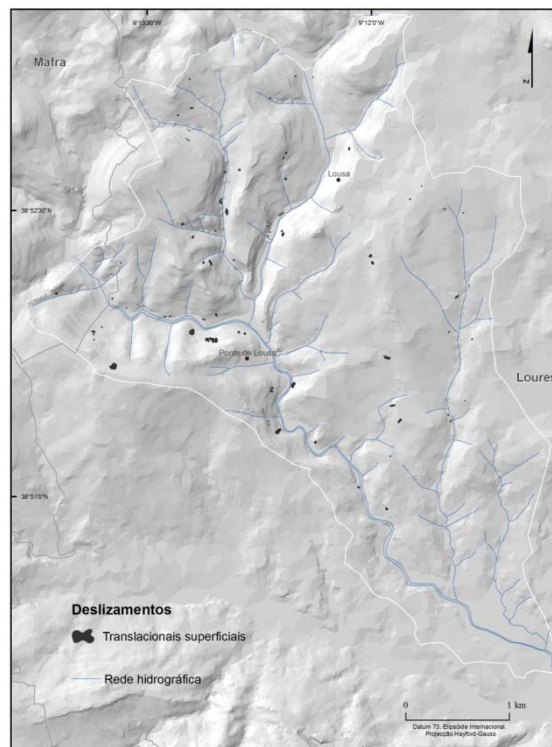 9°13'30"W
9°12'0"W
Mafra
N
Lousa
38°52'30"N
Ponte de Lousa
Loures
38°51'0"N
Deslizamentos
Translacionais superficiais
Rede hidrográfica
0 1 km
Datum 73. Elipsóide Internacional.
Projecção Hayford-Gauss